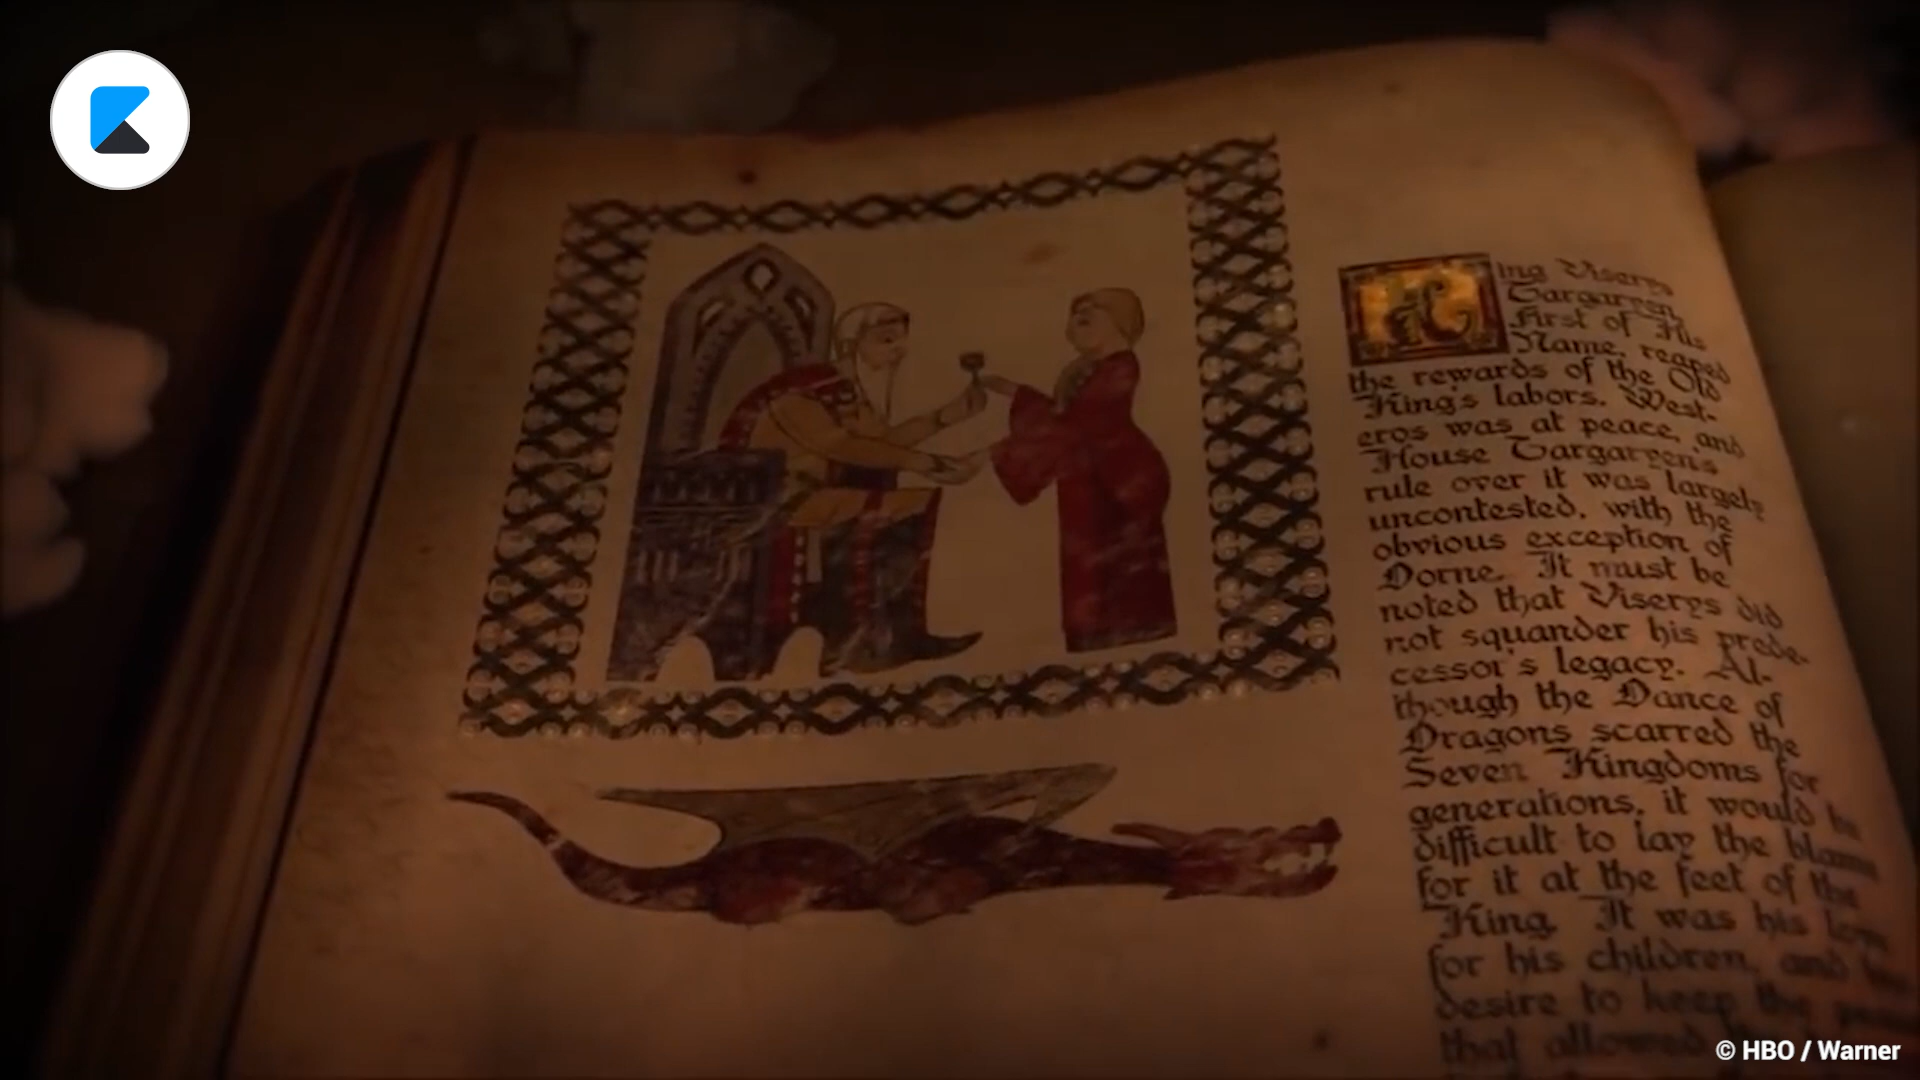 King Viserys
Targaryen
First of His
Name, reaped
the rewards of the Old
King's labors. West-
eros was at peace, and
House Targaryen's
rule over it was largely
uncontested, with the
obvious exception of
Dorne. It must be
noted that Viserys did
not squander his prede-
cessor's legacy. Al-
though the Dance of
Dragons scarred the
Seven Kingdoms for
generations, it would be
difficult to lay the blame
for it at the feet of the
King. It was his love
for his children, and
desire to keep the
that allowed
© HBO / Warner